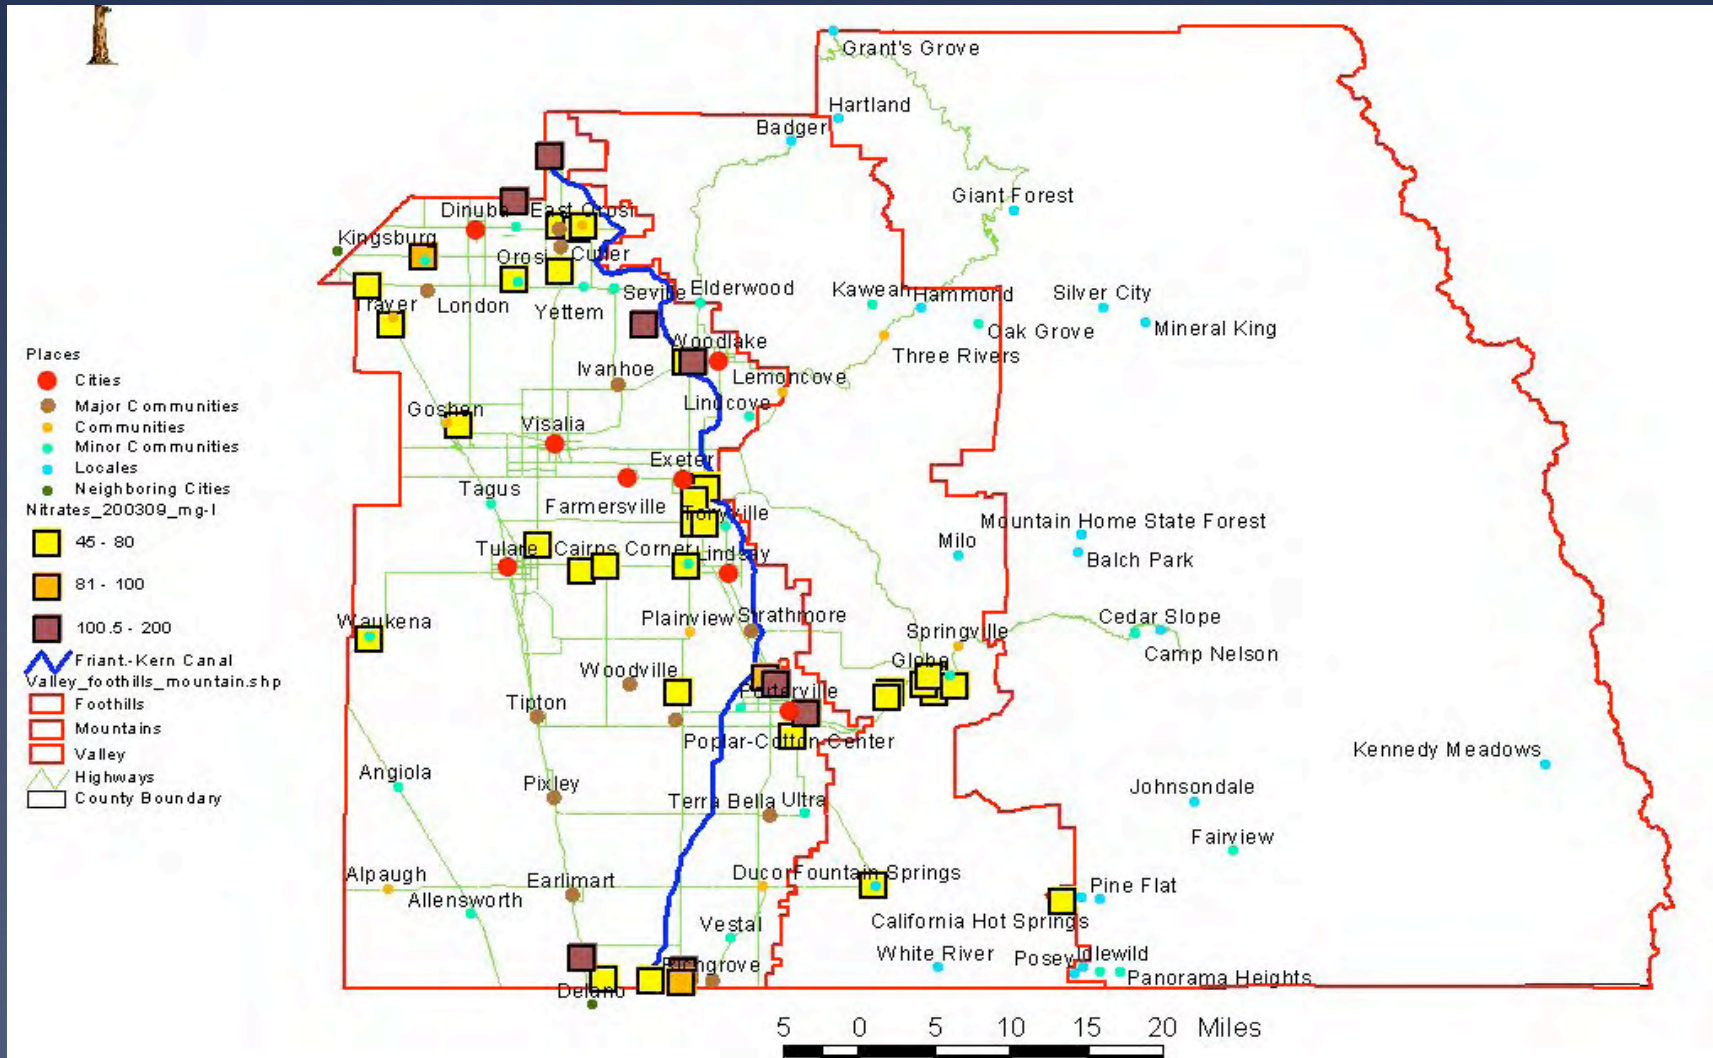 Grant's Grove
Hartland
Badger
Giant Forest
Dinuba
East Orosi
Kingsburg
Orosi
Cutler
Traver
London
Yettem
Seville
Elderwood
Kaweah
Hammond
Silver City
Oak Grove
Mineral King
Three Rivers
Woodlake
Ivanhoe
Lemoncove
Lindcove
Goshen
Visalia
Exeter
Tagus
Farmersville
Tonyville
Mountain Home State Forest
Milo
Balch Park
Tulare
Cairns Corner
Lindsay
Waukena
Plainview
Strathmore
Springville
Cedar Slope
Camp Nelson
Globe
Woodville
Porterville
Tipton
Poplar-Cotton Center
Kennedy Meadows
Angiola
Pixley
Terra Bella
Ultra
Johnsondale
Fairview
Alpaugh
Allensworth
Earlimart
Ducor
Fountain Springs
Pine Flat
California Hot Springs
Vestal
White River
Posey
Idlewild
Panorama Heights
Richgrove
Delano
Places
Cities
Major Communities
Communities
Minor Communities
Locales
Neighboring Cities
Nitrates_200309_mg-l
45 - 80
81 - 100
100.5 - 200
Friant.-Kern Canal
Valley_foothills_mountain.shp
Foothills
Mountains
Valley
Highways
County Boundary
5 0 5 10 15 20 Miles